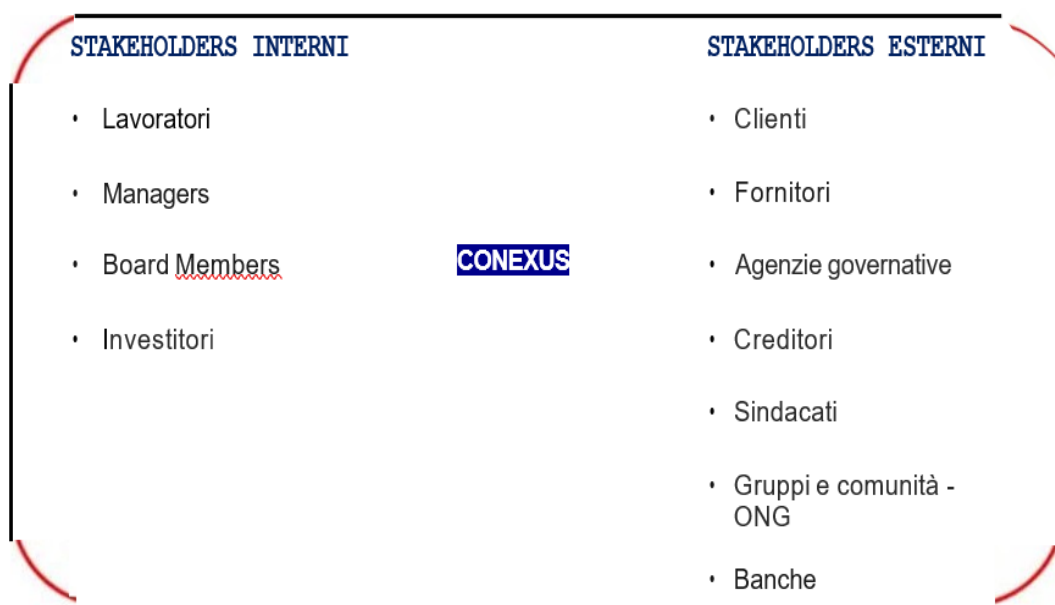 STAKEHOLDERS INTERNI
• Lavoratori
• Managers
• Board Members
• Investitori
CONEXUS
STAKEHOLDERS ESTERNI
• Clienti
• Fornitori
• Agenzie governative
• Creditori
• Sindacati
• Gruppi e comunità -
ONG
• Banche